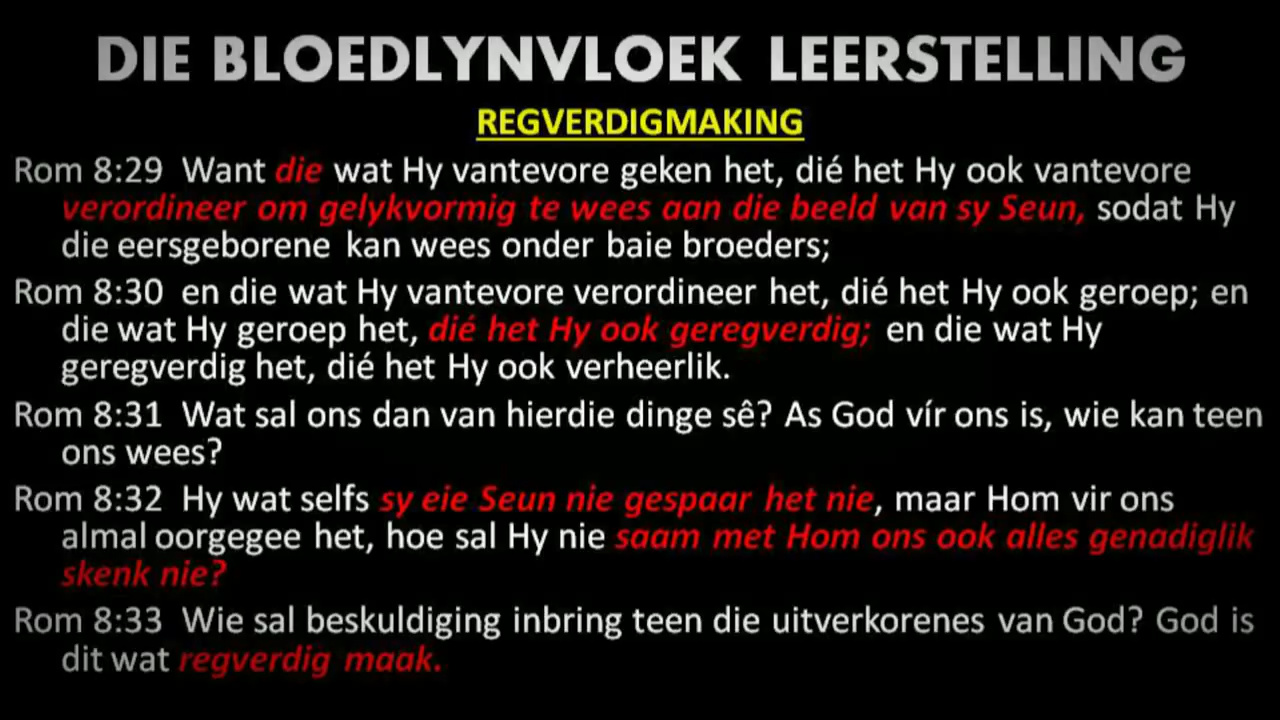 DIE BLOEDLYNVLOEK LEERSTELLING
REGVERDIGMAKING
Rom 8:29 Want die wat Hy vantevore geken het, dié het Hy ook vantevore
verordineer om gelykvormig te wees aan die beeld van sy Seun, sodat Hy
die eersgeborene kan wees onder baie broeders;
Rom 8:30 en die wat Hy vantevore verordineer het, dié het Hy ook geroep; en
die wat Hy geroep het, dié het Hy ook geregverdig; en die wat Hy
geregverdig het, dié het Hy ook verheerlik.
Rom 8:31 Wat sal ons dan van hierdie dinge sê? As God vír ons is, wie kan teen
ons wees?
Rom 8:32 Hy wat selfs sy eie Seun nie gespaar het nie, maar Hom vir ons
almal oorgegee het, hoe sal Hy nie saam met Hom ons ook alles genadiglik
skenk nie?
Rom 8:33 Wie sal beskuldiging inbring teen die uitverkorenes van God? God is
dit wat regverdig maak.